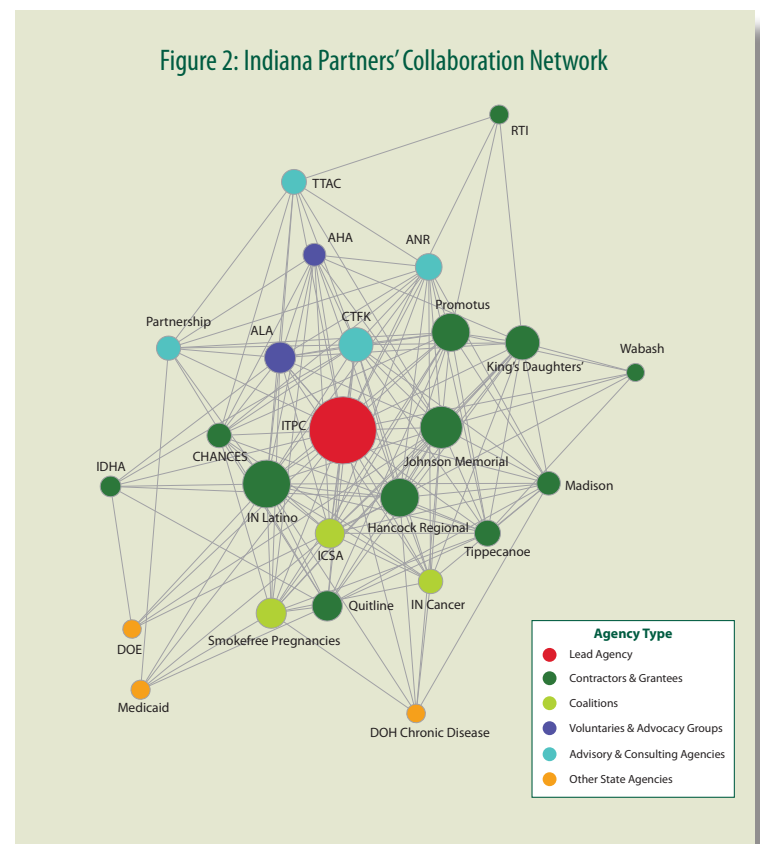 Figure 2: Indiana Partners’ Collaboration Network
RTI
TTAC
AHA
ANR
Promotus
CTFK
Partnership
ALA
King’s Daughters’
Wabash
ITPC
CHANCES
Johnson Memorial
IDHA
Madison
IN Latino
Hancock Regional
Tippecanoe
ICSA
Quitline
IN Cancer
Smokefree Pregnancies
DOE
Medicaid
DOH Chronic Disease
Agency Type
Lead Agency
Contractors & Grantees
Coalitions
Voluntaries & Advocacy Groups
Advisory & Consulting Agencies
Other State Agencies